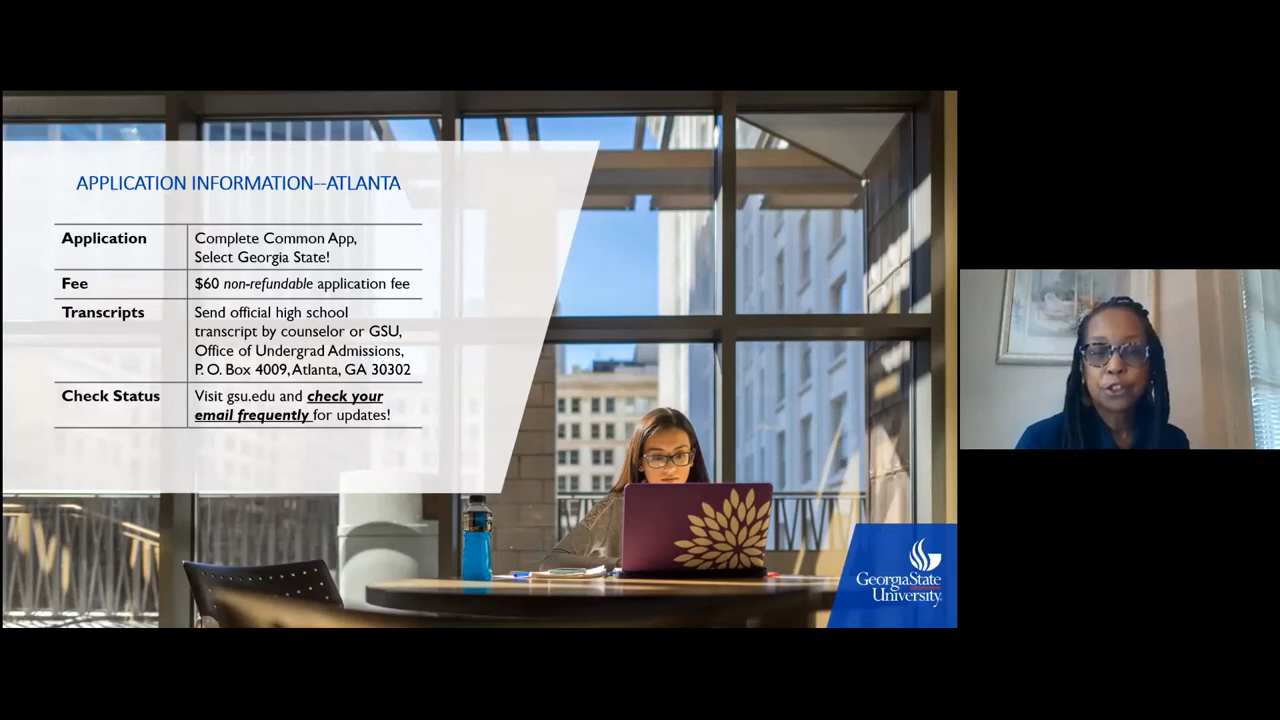 APPLICATION INFORMATION--ATLANTA
Application
Complete Common App,
Select Georgia State!
Fee
$60 non-refundable application fee
Transcripts
Send official high school
transcript by counselor or GSU,
Office of Undergrad Admissions,
P. O. Box 4009, Atlanta, GA 30302
Check Status
Visit gsu.edu and check your
email frequently for updates!
GeorgiaState
University